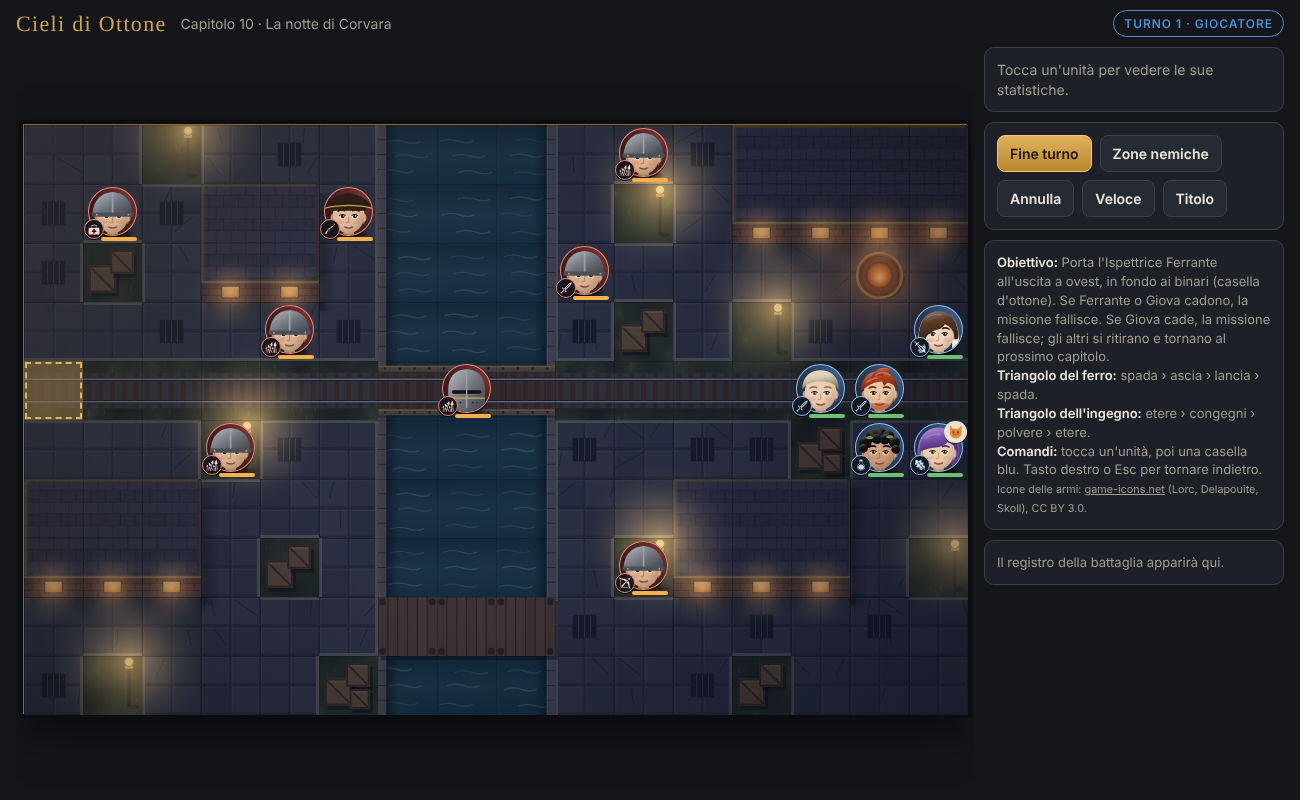 Cieli di Ottone
Capitolo 10 · La notte di Corvara
TURNO 1 · GIOCATORE
Tocca un'unità per vedere le sue
statistiche.
Fine turno
Zone nemiche
Annulla
Veloce
Titolo
Obiettivo: Porta l'Ispettrice Ferrante
all'uscita a ovest, in fondo ai binari (casella
d'ottone). Se Ferrante o Giova cadono, la
missione fallisce. Se Giova cade, la missione
fallisce; gli altri si ritirano e tornano al
prossimo capitolo.
Triangolo del ferro: spada › ascia › lancia ›
spada.
Triangolo dell'ingegno: etere › congegni ›
polvere › etere.
Comandi: tocca un'unità, poi una casella
blu. Tasto destro o Esc per tornare indietro.
Icone delle armi: game-icons.net (Lorc, Delapouite,
Skoll), CC BY 3.0.
Il registro della battaglia apparirà qui.